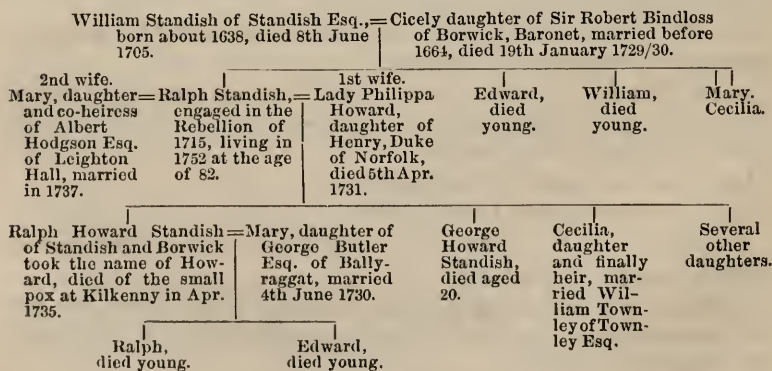 William Standish of Standish Esq.,=Cicely daughter of Sir Robert Bindloss
born about 1638, died 8th June
1705.
of Borwick, Baronet, married before
1664, died 19th January 1729/30.
2nd wife.
Mary, daughter=
and co-heiress
of Albert
Hodgson Esq.
of Leighton
Hall, married
in 1737.
Ralph Standish,=
engaged in the
Rebellion of
1715, living in
1752 at the age
of 82.
1st wife.
Lady Philippa
Howard,
daughter of
Henry, Duke
of Norfolk,
died 5th Apr.
1731.
Edward,
died
young.
William,
died
young.
Mary.
Cecilia.
Ralph Howard Standish=
of Standish and Borwick
took the name of How-
ard, died of the small
pox at Kilkenny in Apr.
1735.
Mary, daughter of
George Butler
Esq. of Bally-
raggat, married
4th June 1730.
George
Howard
Standish,
died aged
20.
Cecilia,
daughter
and finally
heir, mar-
ried Wil-
liam Town-
ley of Town-
ley Esq.
Several
other
daughters.
Ralph,
died young.
Edward,
died young.